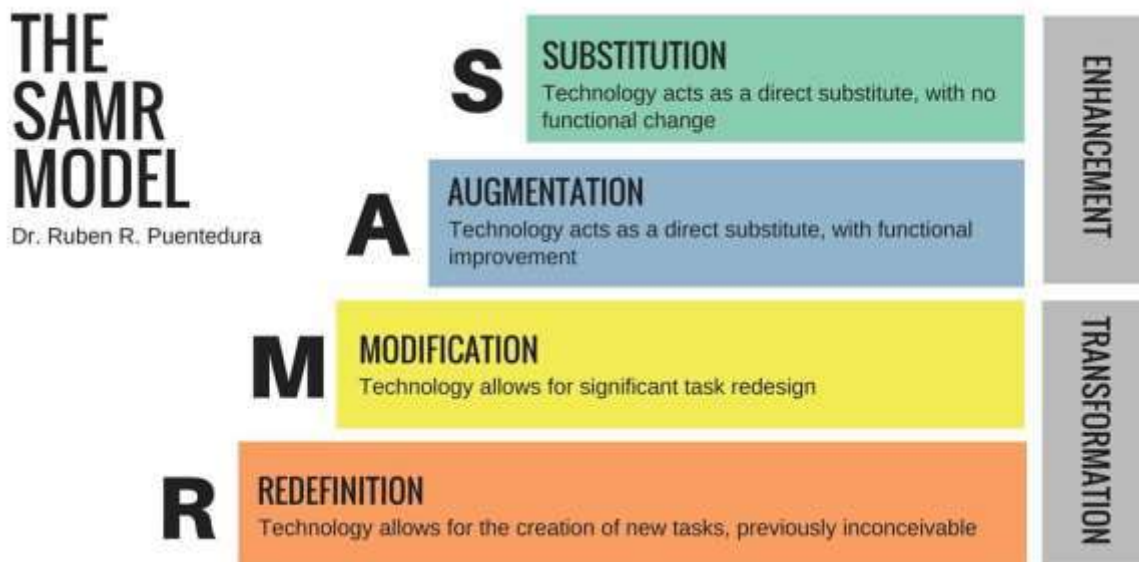 THE
SAMR
MODEL
Dr. Ruben R. Puentedura
S
SUBSTITUTION
Technology acts as a direct substitute, with no
functional change
A
AUGMENTATION
Technology acts as a direct substitute, with functional
improvement
M
MODIFICATION
Technology allows for significant task redesign
R
REDEFINITION
Technology allows for the creation of new tasks, previously inconceivable
ENHANCEMENT
TRANSFORMATION